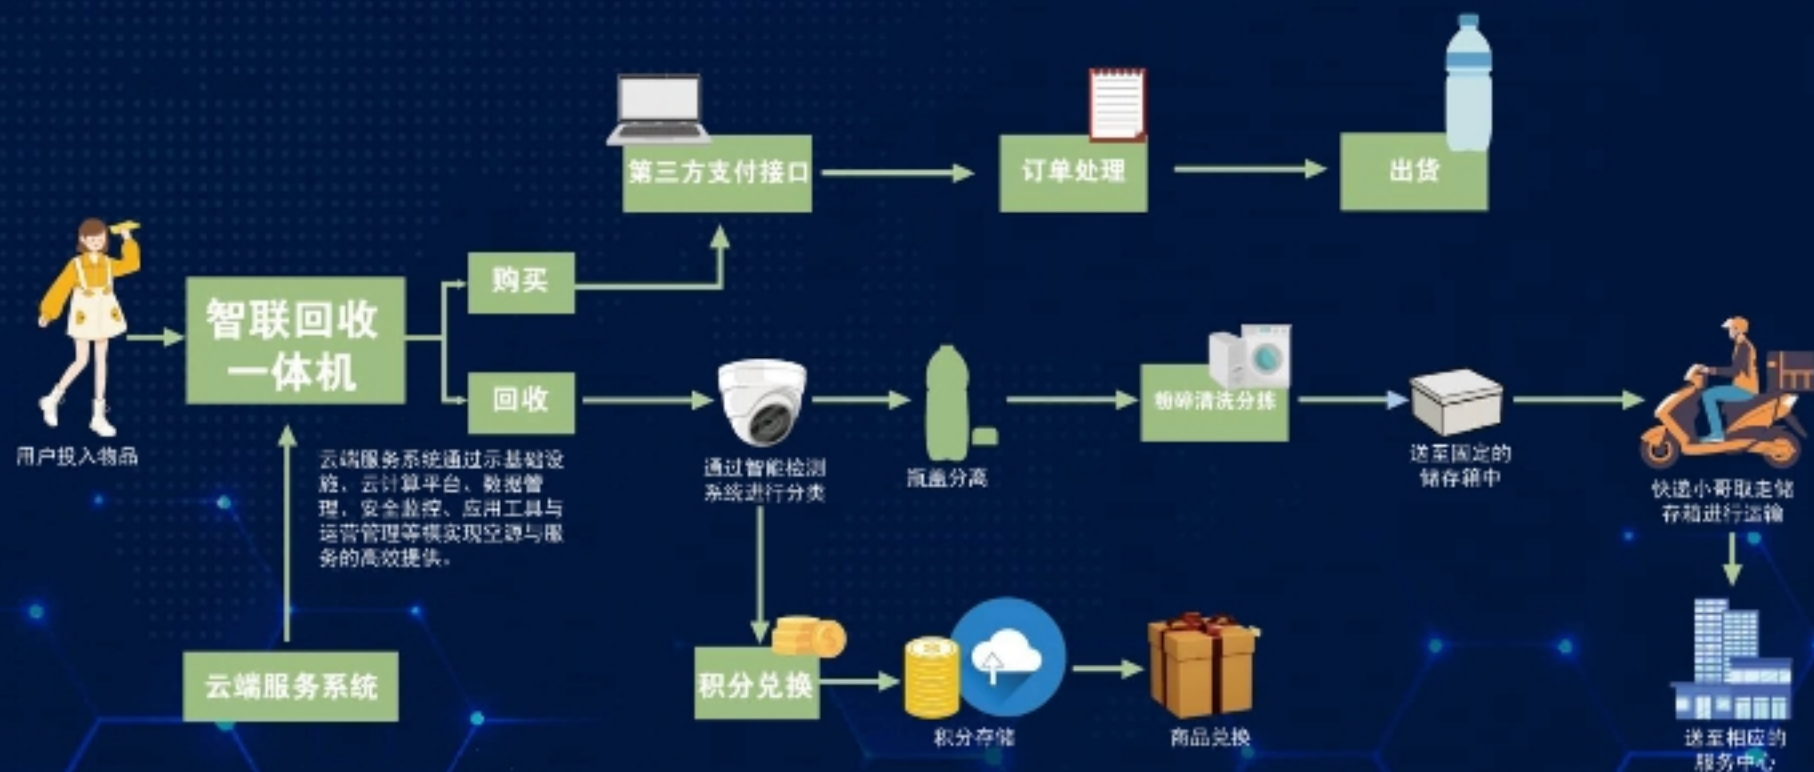 第三方支付接口
订单处理
出货
购买
智联回收
一体机
回收
粉碎清洗分拣
用户投入物品
云端服务系统通过示基础设
施、云计算平台、数据管
理、安全监控、应用工具与
运营管理等模实现空源与服
务的高效提供。
通过智能检测
系统进行分类
瓶盖分离
送至固定的
储存箱中
快递小哥取走储
存箱进行运输
云端服务系统
积分兑换
积分存储
商品兑换
送至相应的
服务中心